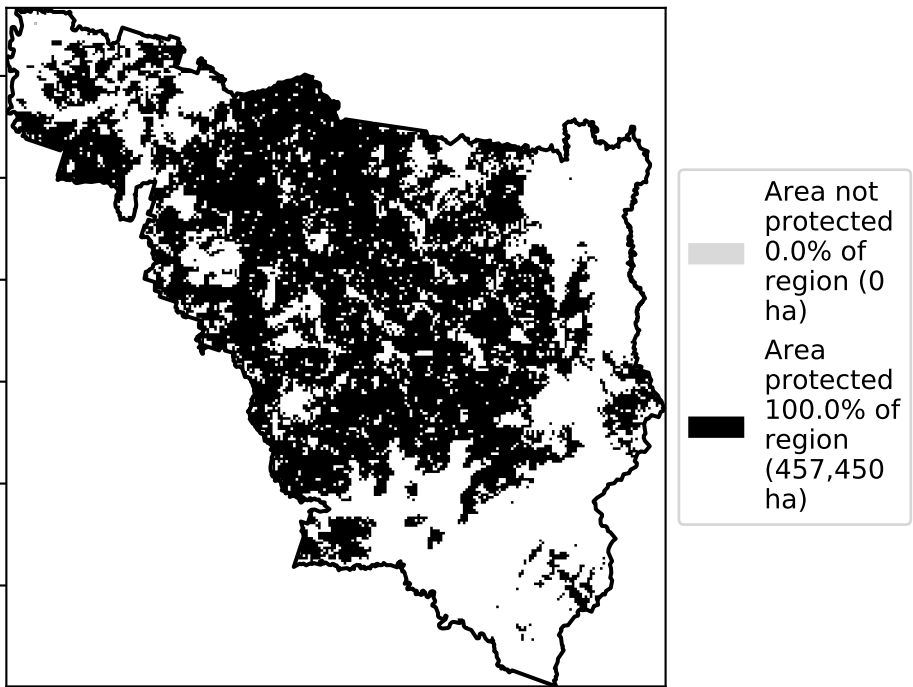 Area not
protected
0.0% of
region (0
ha)
Area
protected
100.0% of
region
(457,450
ha)